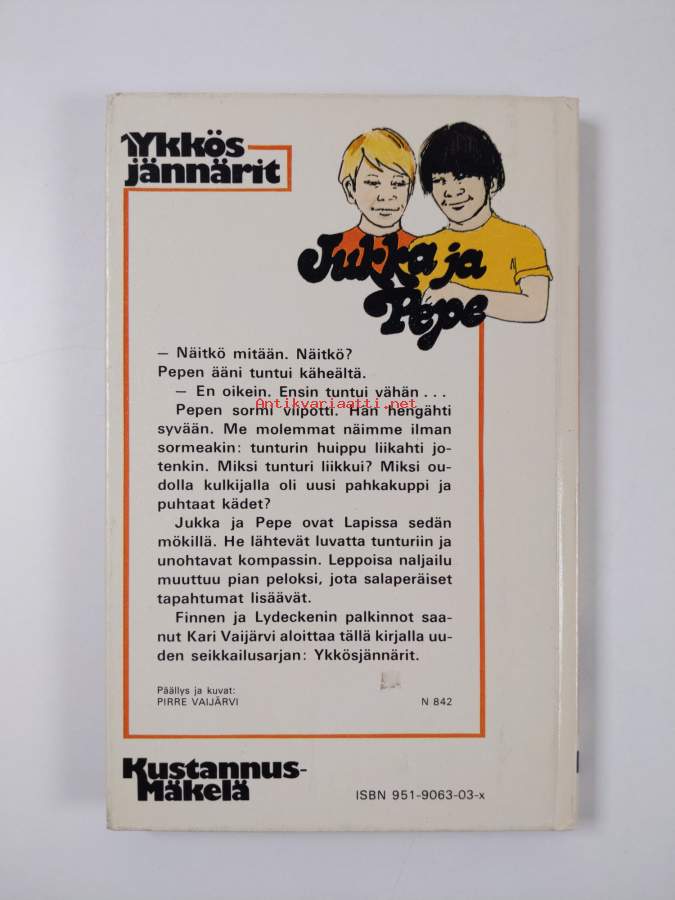 Ykkös
jännärit
Jukka ja
Pepe
— Näitkö mitään. Näitkö?
Pepen ääni tuntui käheältä.
— En oikein. Ensin tuntui vähän . . .
Antikvariaatti.net
Pepen sormi viipotti. Hän hengähti
syvään. Me molemmat näimme ilman
sormeakin: tunturin huippu liikahti jo-
tenkin. Miksi tunturi liikkui? Miksi ou-
dolla kulkijalla oli uusi pahkakuppi ja
puhtaat kädet?
Jukka ja Pepe ovat Lapissa sedän
mökillä. He lähtevät luvatta tunturiin ja
unohtavat kompassin. Leppoisa naljailu
muuttuu pian peloksi, jota salaperäiset
tapahtumat lisäävät.
Finnen ja Lydeckenin palkinnot saa-
nut Kari Vaijärvi aloittaa tällä kirjalla uu-
den seikkailusarjan: Ykkösjännärit.
Päällys ja kuvat:
PIRRE VAIJÄRVI N 842
Kustannus-
Mäkelä
ISBN 951-9063-03-x